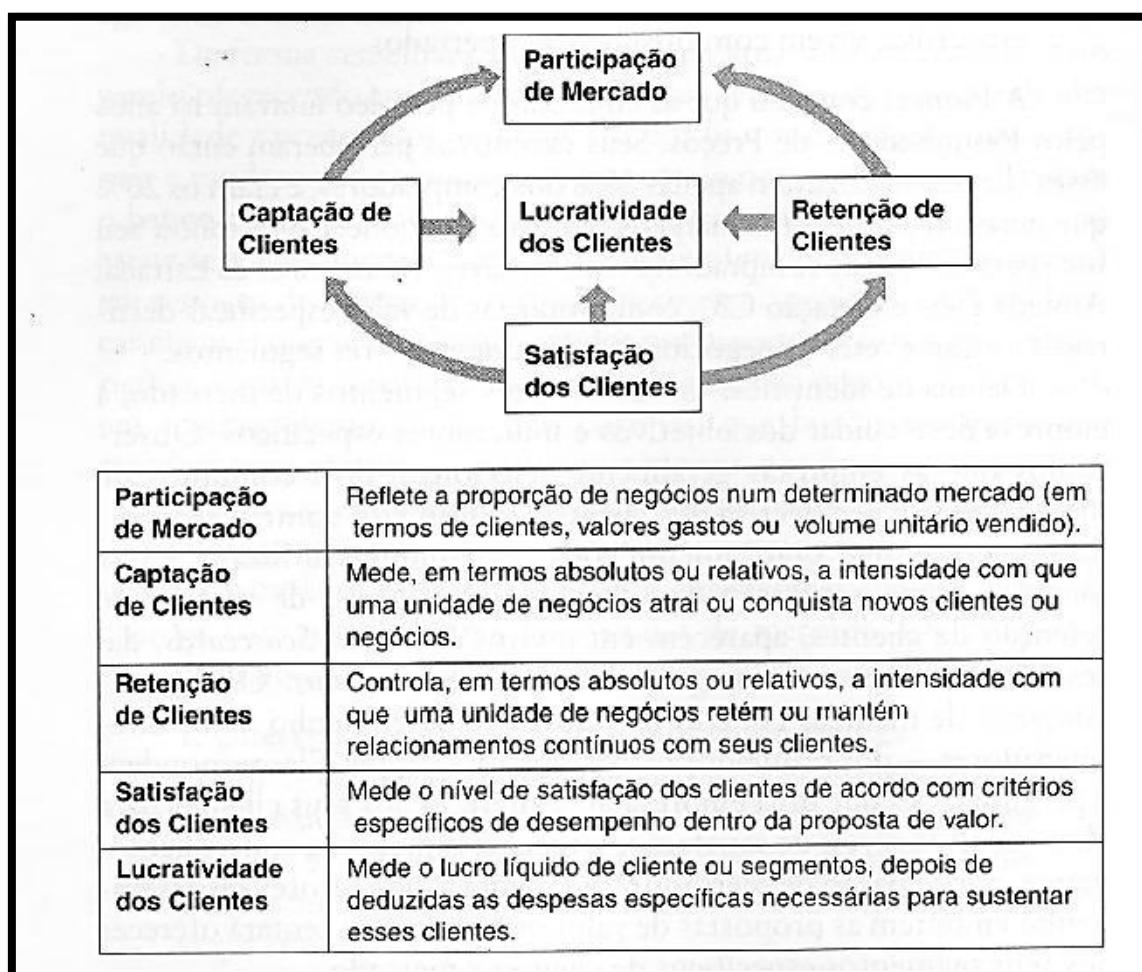 Participação
de Mercado
Captação de
Clientes
Lucratividade
dos Clientes
Retenção de
Clientes
Satisfação
dos Clientes
Participação
de Mercado
Reflete a proporção de negócios num determinado mercado (em
termos de clientes, valores gastos ou volume unitário vendido).
Captação
de Clientes
Mede, em termos absolutos ou relativos, a intensidade com que
uma unidade de negócios atrai ou conquista novos clientes ou
negócios.
Retenção
de Clientes
Controla, em termos absolutos ou relativos, a intensidade com
que uma unidade de negócios retém ou mantém
relacionamentos contínuos com seus clientes.
Satisfação
dos Clientes
Mede o nível de satisfação dos clientes de acordo com critérios
específicos de desempenho dentro da proposta de valor.
Lucratividade
dos Clientes
Mede o lucro líquido de cliente ou segmentos, depois de
deduzidas as despesas específicas necessárias para sustentar
esses clientes.